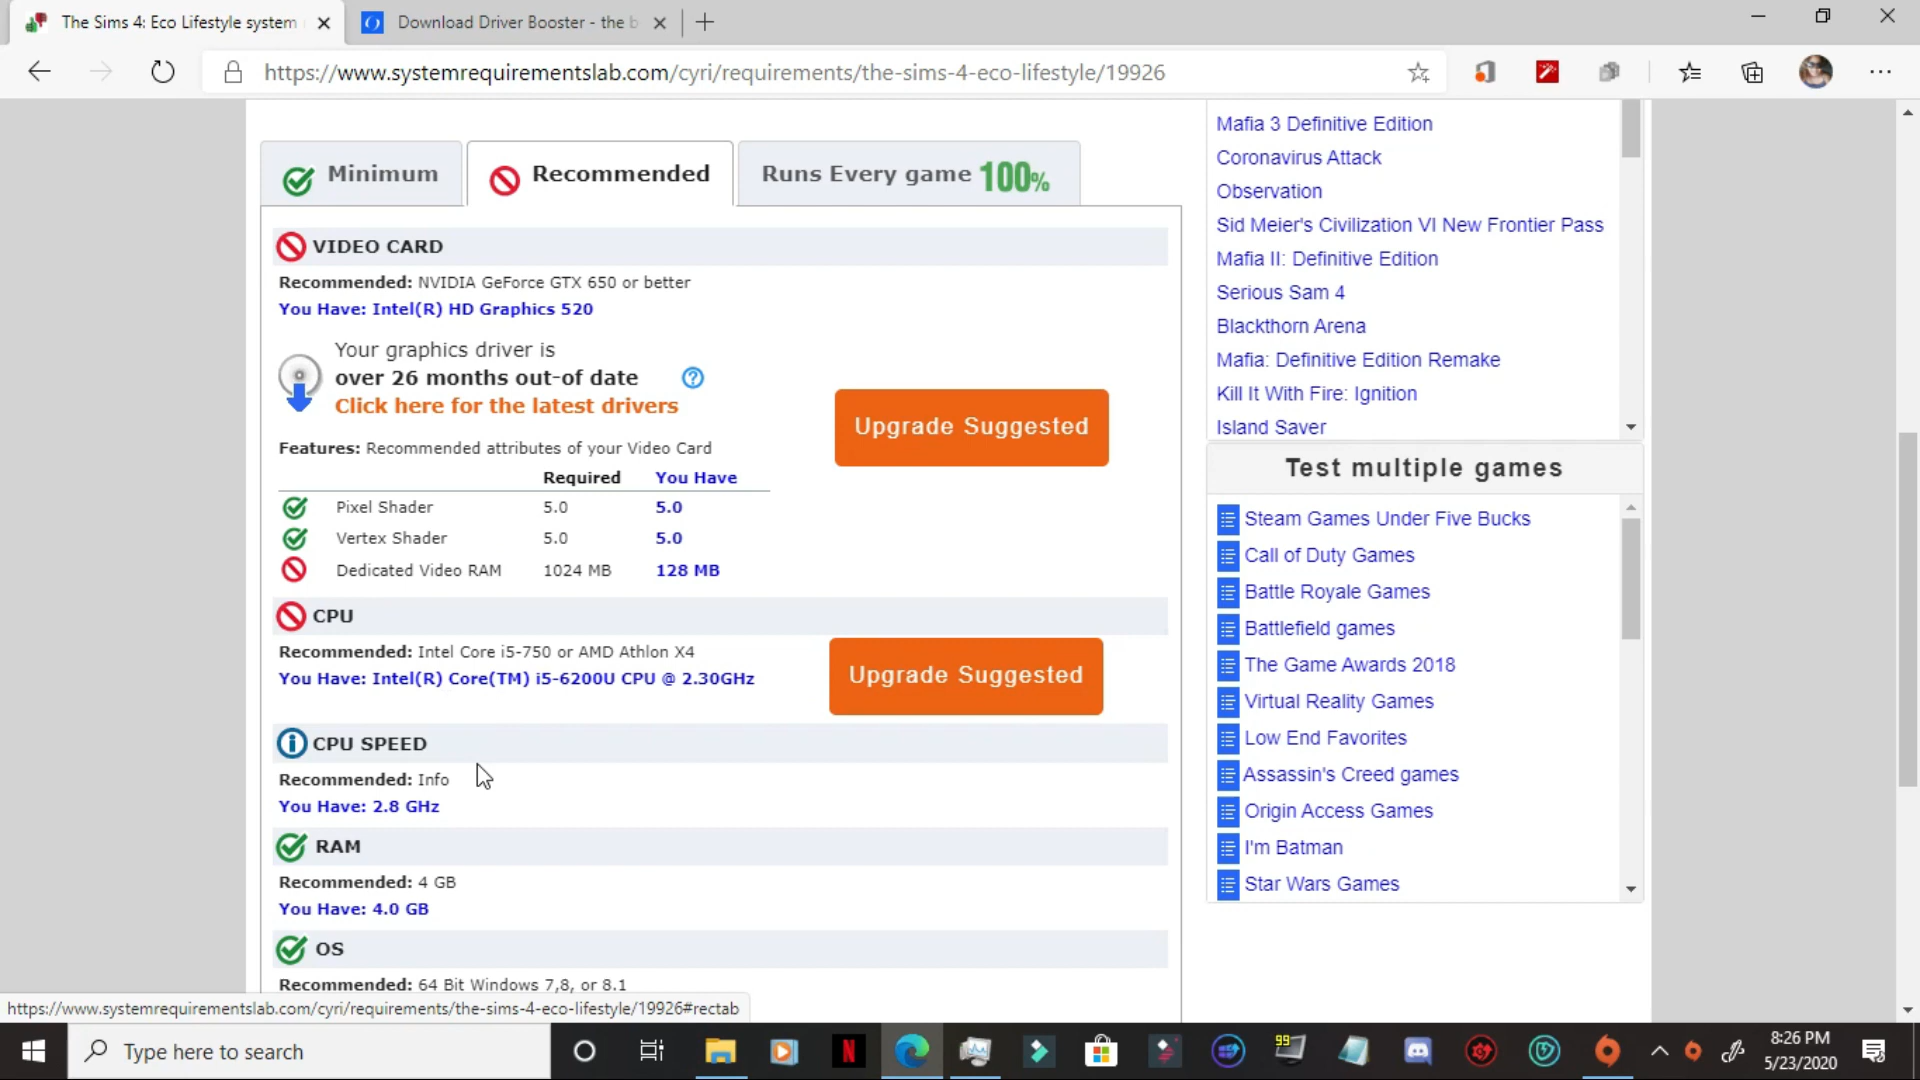 The Sims 4: Eco Lifestyle system
Download Driver Booster - the b
https://www.systemrequirementslab.com/cyri/requirements/the-sims-4-eco-lifestyle/19926
Minimum
Recommended
Runs Every game 100%
VIDEO CARD
Recommended: NVIDIA GeForce GTX 650 or better
You Have: Intel(R) HD Graphics 520
Your graphics driver is
over 26 months out-of date
Click here for the latest drivers
Upgrade Suggested
Features: Recommended attributes of your Video Card
Required You Have
Pixel Shader 5.0 5.0
Vertex Shader 5.0 5.0
Dedicated Video RAM 1024 MB 128 MB
CPU
Recommended: Intel Core i5-750 or AMD Athlon X4
You Have: Intel(R) Core(TM) i5-6200U CPU @ 2.30GHz
Upgrade Suggested
CPU SPEED
Recommended: Info
You Have: 2.8 GHz
RAM
Recommended: 4 GB
You Have: 4.0 GB
OS
Recommended: 64 Bit Windows 7,8, or 8.1
Mafia 3 Definitive Edition
Coronavirus Attack
Observation
Sid Meier's Civilization VI New Frontier Pass
Mafia II: Definitive Edition
Serious Sam 4
Blackthorn Arena
Mafia: Definitive Edition Remake
Kill It With Fire: Ignition
Island Saver
Test multiple games
Steam Games Under Five Bucks
Call of Duty Games
Battle Royale Games
Battlefield games
The Game Awards 2018
Virtual Reality Games
Low End Favorites
Assassin's Creed games
Origin Access Games
I'm Batman
Star Wars Games
https://www.systemrequirementslab.com/cyri/requirements/the-sims-4-eco-lifestyle/19926#rectab
Type here to search
99
8:26 PM
5/23/2020